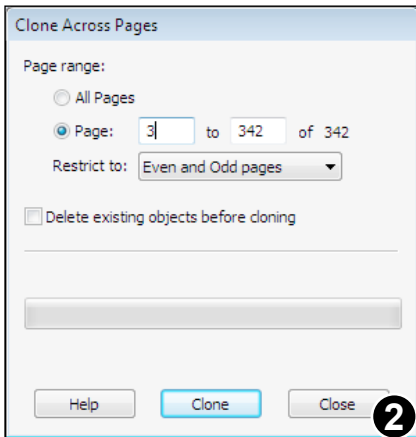 Clone Across Pages
Page range:
All Pages
Page: 3 to 342 of 342
Restrict to: Even and Odd pages
Delete existing objects before cloning
Help Clone Close
2